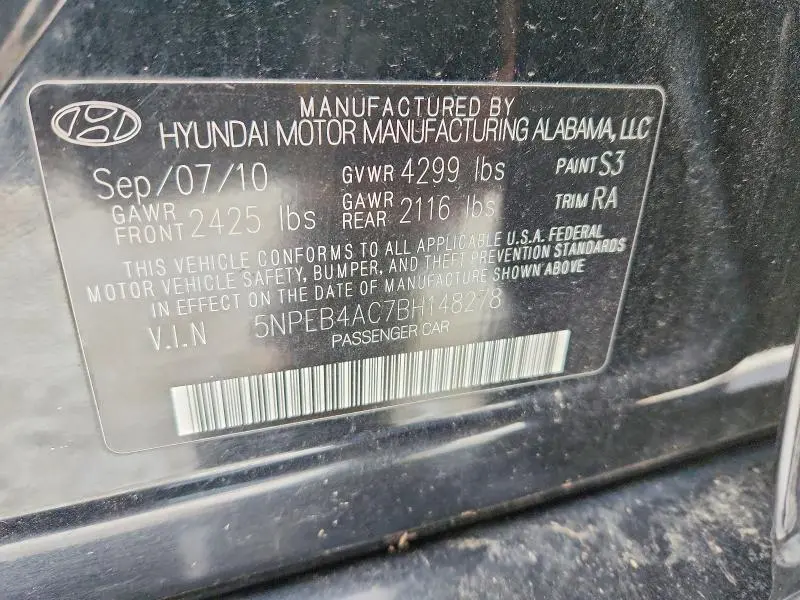 MANUFACTURED BY
HYUNDAI MOTOR MANUFACTURING ALABAMA, LLC
Sep/07/10 GVWR 4299 lbs PAINT S3
GAWR FRONT 2425 lbs GAWR REAR 2116 lbs TRIM RA
THIS VEHICLE CONFORMS TO ALL APPLICABLE U.S.A. FEDERAL
MOTOR VEHICLE SAFETY, BUMPER, AND THEFT PREVENTION STANDARDS
IN EFFECT ON THE DATE OF MANUFACTURE SHOWN ABOVE
V.I.N 5NPEB4AC7BH148278
PASSENGER CAR